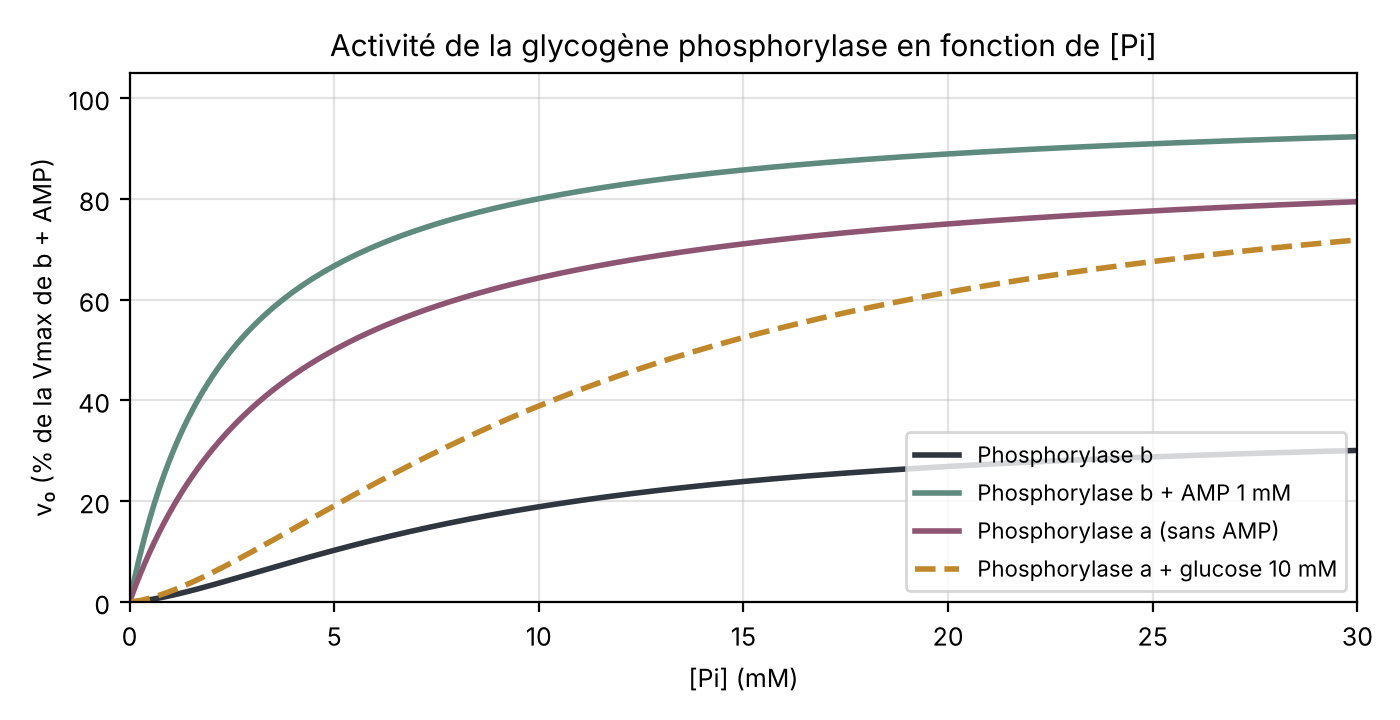 Activité de la glycogène phosphorylase en fonction de [Pi]
v₀ (% de la Vmax de b + AMP)
100
80
60
40
20
0
0 5 10 15 20 25 30
[Pi] (mM)
Phosphorylase b
Phosphorylase b + AMP 1 mM
Phosphorylase a (sans AMP)
Phosphorylase a + glucose 10 mM